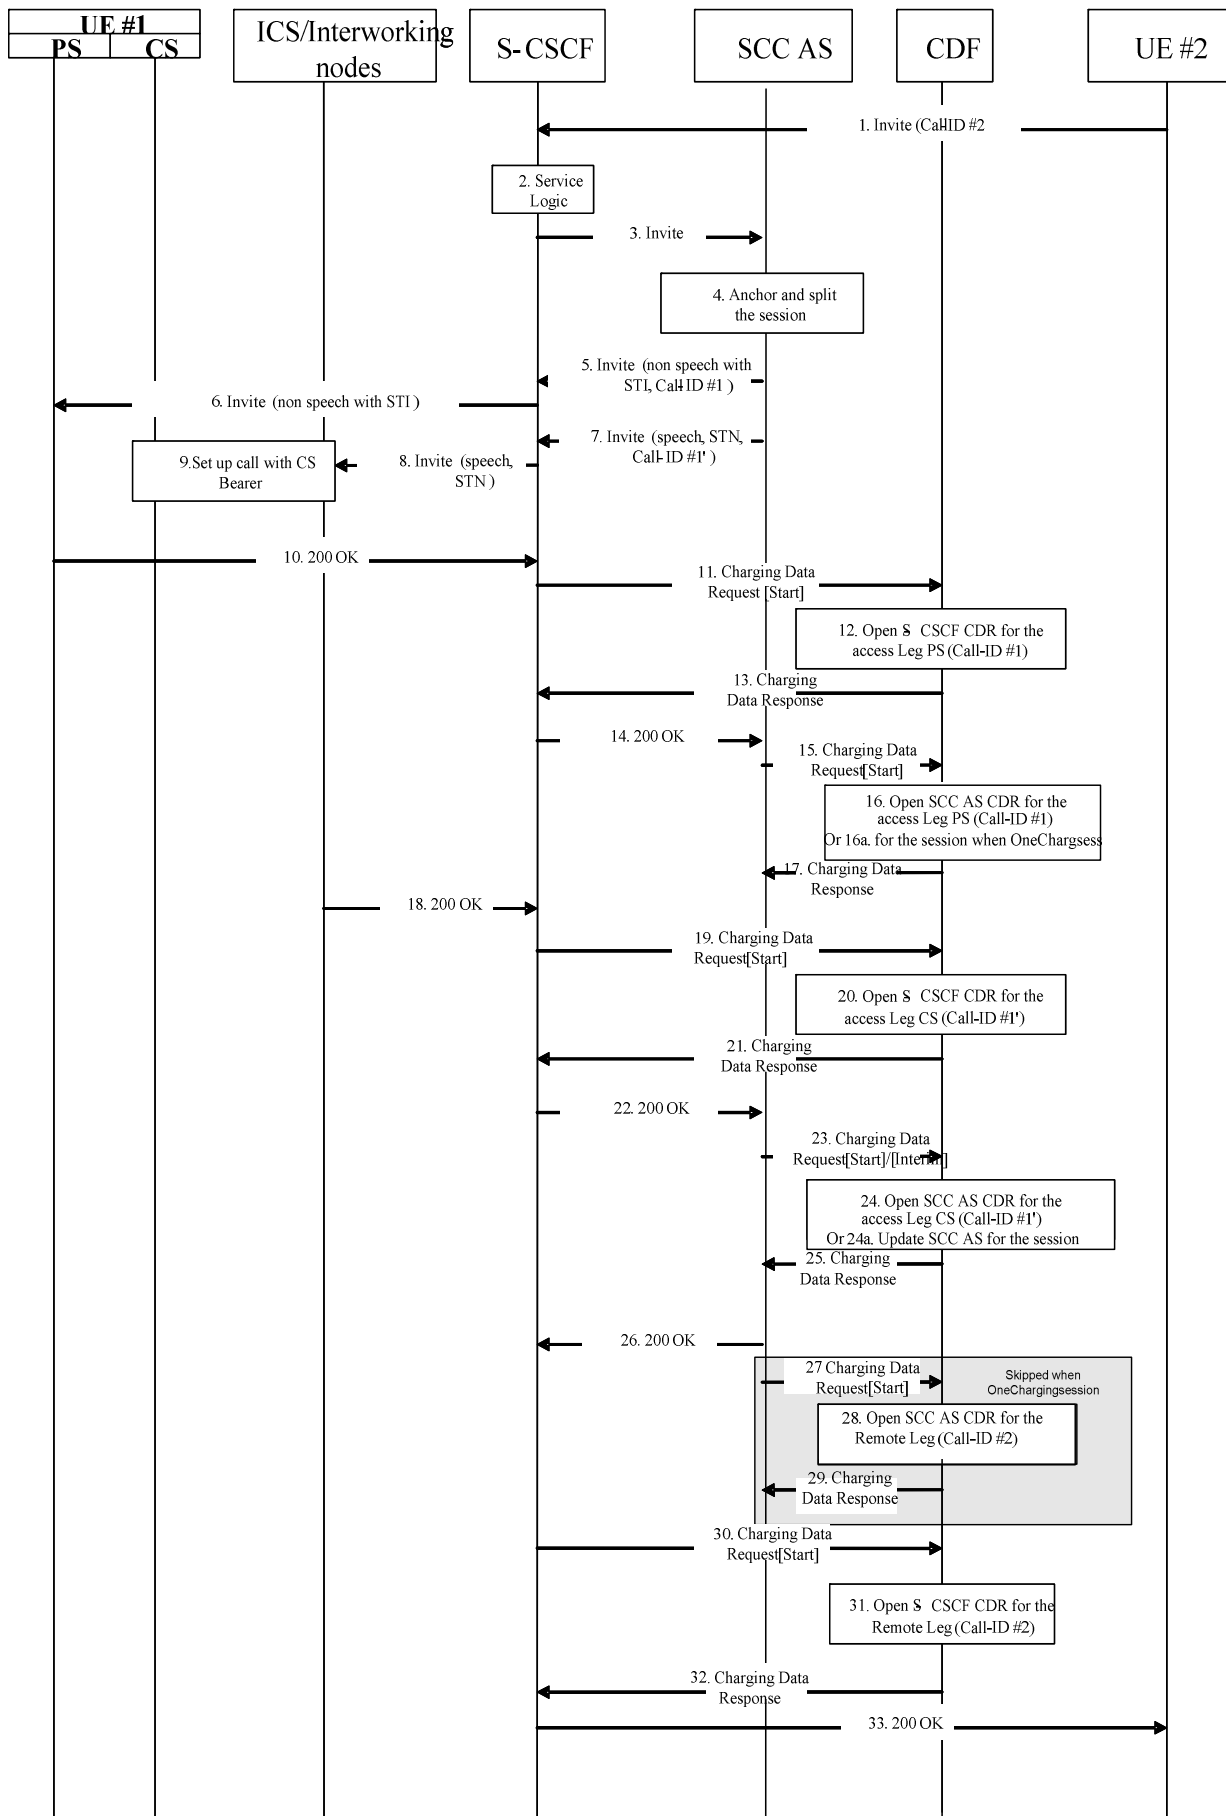 UE #1
PS
CS
ICS/Interworking
nodes
S-CSCF
SCC AS
CDF
UE #2
1. Invite (Call-ID #2
2. Service
Logic
3. Invite
4. Anchor and split
the session
5. Invite (non speech with
STI, Call-ID #1 )
6. Invite (non speech with STI )
7. Invite (speech, STN,
Call-ID #1' )
8. Invite (speech,
STN )
9.Set up call with CS
Bearer
10. 200 OK
11. Charging Data
Request [Start]
12. Open S-CSCF CDR for the
access Leg PS (Call-ID #1)
13. Charging
Data Response
14. 200 OK
15. Charging Data
Request[Start]
16. Open SCC AS CDR for the
access Leg PS (Call-ID #1)
Or 16a. for the session when OneChargsess
17. Charging Data
Response
18. 200 OK
19. Charging Data
Request[Start]
20. Open S-CSCF CDR for the
access Leg CS (Call-ID #1')
21. Charging
Data Response
22. 200 OK
23. Charging Data
Request[Start]/[Interim]
24. Open SCC AS CDR for the
access Leg CS (Call-ID #1')
Or 24a. Update SCC AS for the session
25. Charging
Data Response
26. 200 OK
27 Charging Data
Request[Start]
Skipped when
OneChargingsession
28. Open SCC AS CDR for the
Remote Leg (Call-ID #2)
29. Charging
Data Response
30. Charging Data
Request[Start]
31. Open S-CSCF CDR for the
Remote Leg (Call-ID #2)
32. Charging Data
Response
33. 200 OK